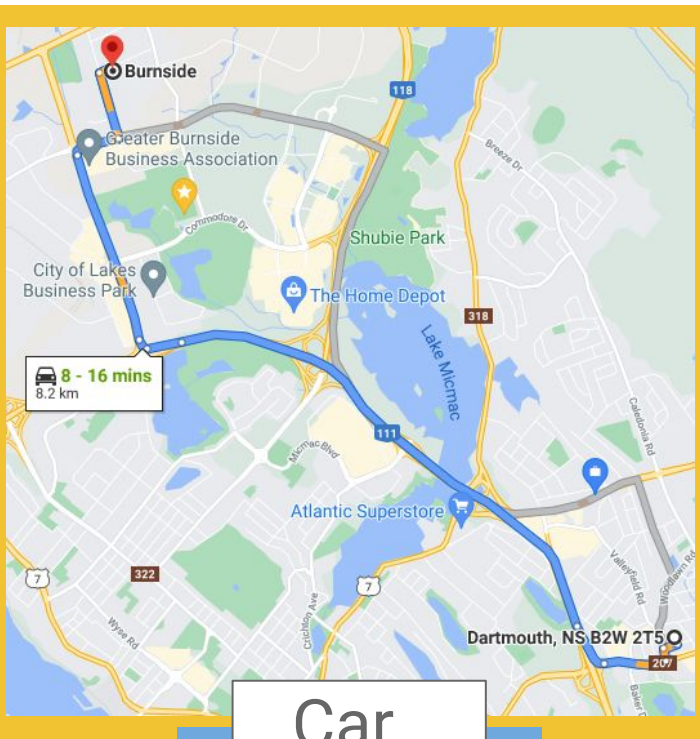 Burnside
118
Greater Burnside
Business Association
Breeze Dr
Commodore Dr
Shubie Park
City of Lakes
Business Park
The Home Depot
318
Lake Micmac
8 - 16 mins
8.2 km
111
Caledonia Rd
Micmac Blvd
Atlantic Superstore
322
7
7
Crichton Ave
Valleyfield Rd
Woodlawn Rd
Wyse Rd
Dartmouth, NS B2W 2T5
207
Baker D
Car